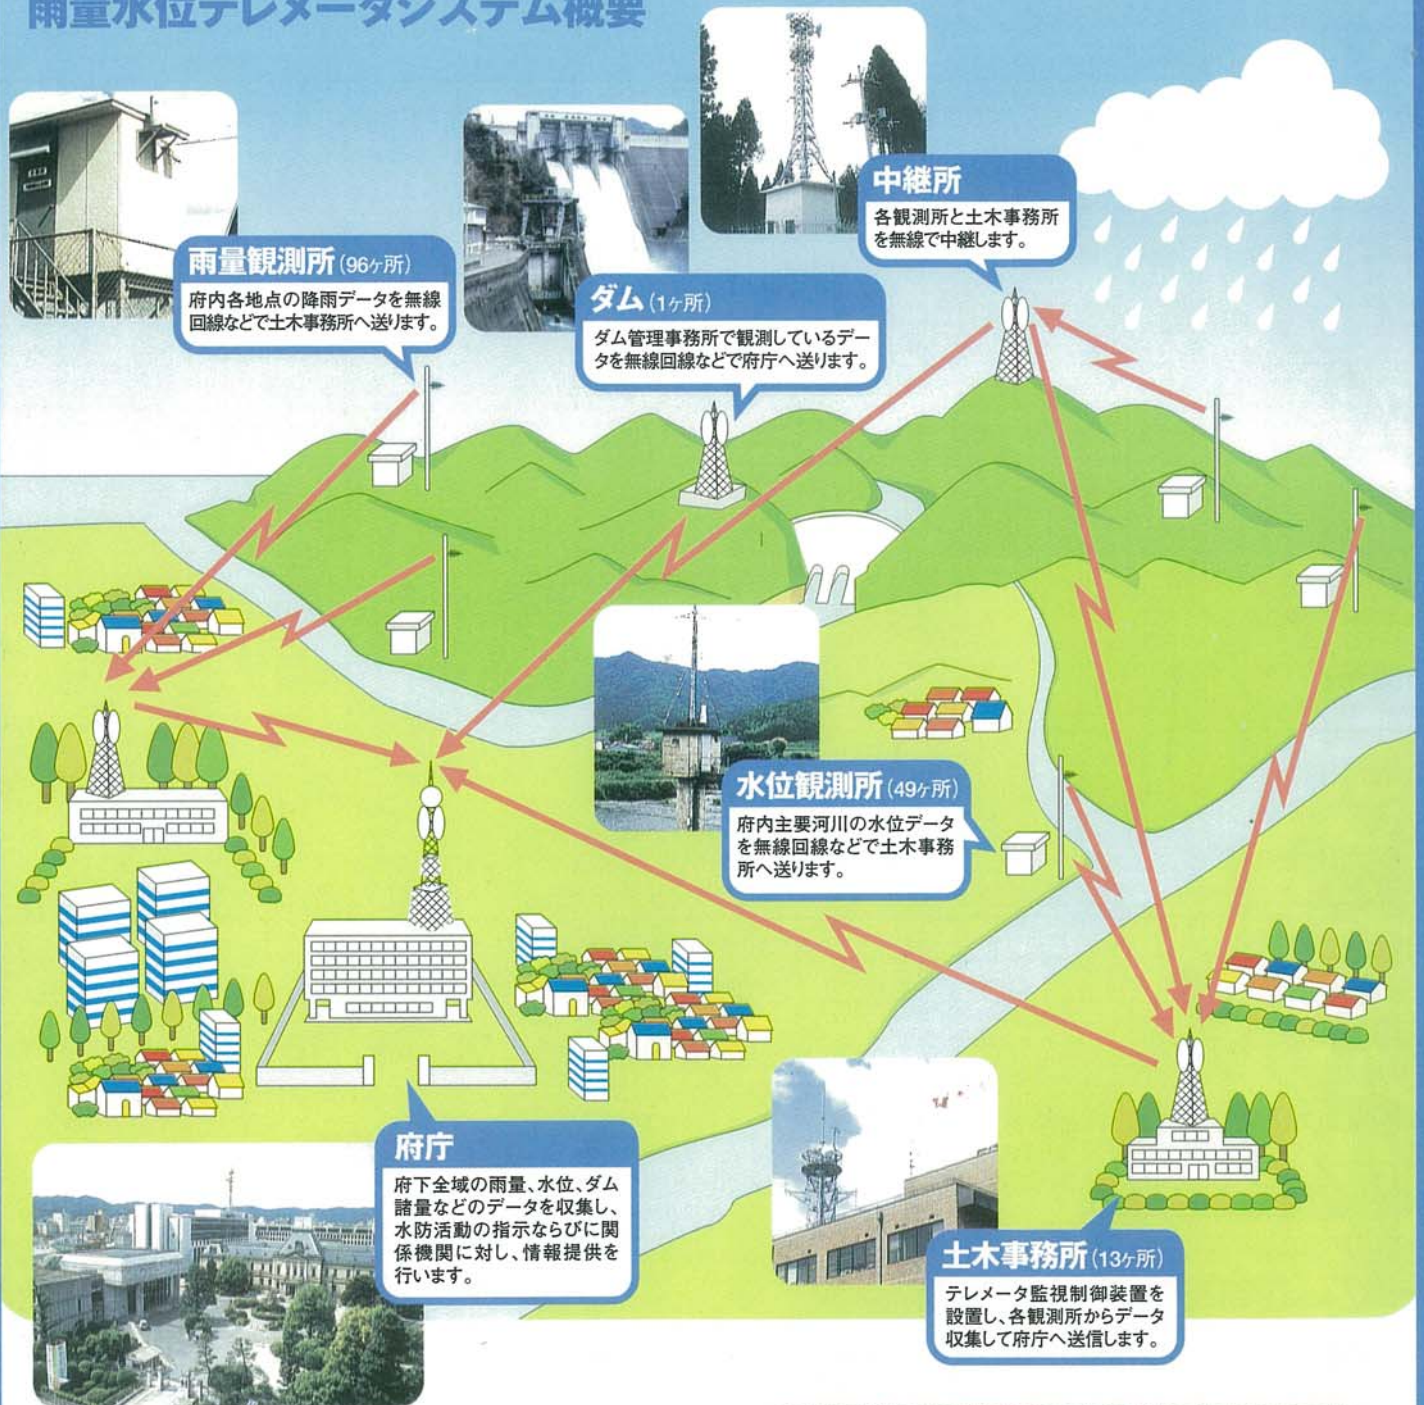 雨量水位テレメータシステム概要
中継所
各観測所と土木事務所
を無線で中継します。
雨量観測所(96ヶ所)
府内各地点の降雨データを無線
回線などで土木事務所へ送ります。
ダム(1ヶ所)
ダム管理事務所で観測しているデー
タを無線回線などで府庁へ送ります。
水位観測所(49ヶ所)
府内主要河川の水位データ
を無線回線などで土木事務
所へ送ります。
府庁
府下全域の雨量、水位、ダム
諸量などのデータを収集し、
水防活動の指示ならびに関
係機関に対し、情報提供を
行います。
土木事務所(13ヶ所)
テレメータ監視制御装置を
設置し、各観測所からデータ
収集して府庁へ送信します。